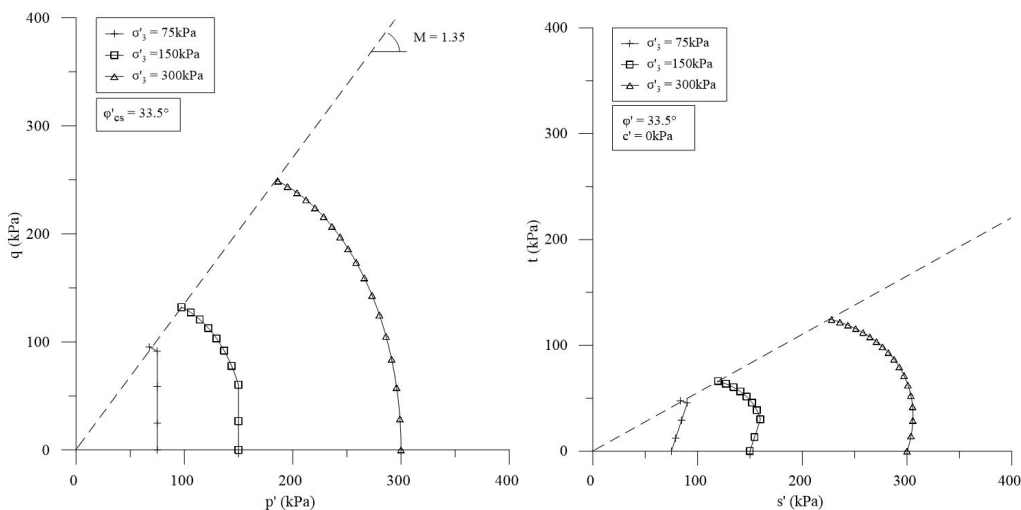 400
300
200
100
0
q (kPa)
σ'3 = 75kPa
σ'3 =150kPa
σ'3 = 300kPa
φ'cs = 33.5°
M = 1.35
0
100
200
300
400
p' (kPa)
400
300
200
100
0
t (kPa)
σ'3 = 75kPa
σ'3 =150kPa
σ'3 = 300kPa
φ' = 33.5°
c' = 0kPa
0
100
200
300
400
s' (kPa)